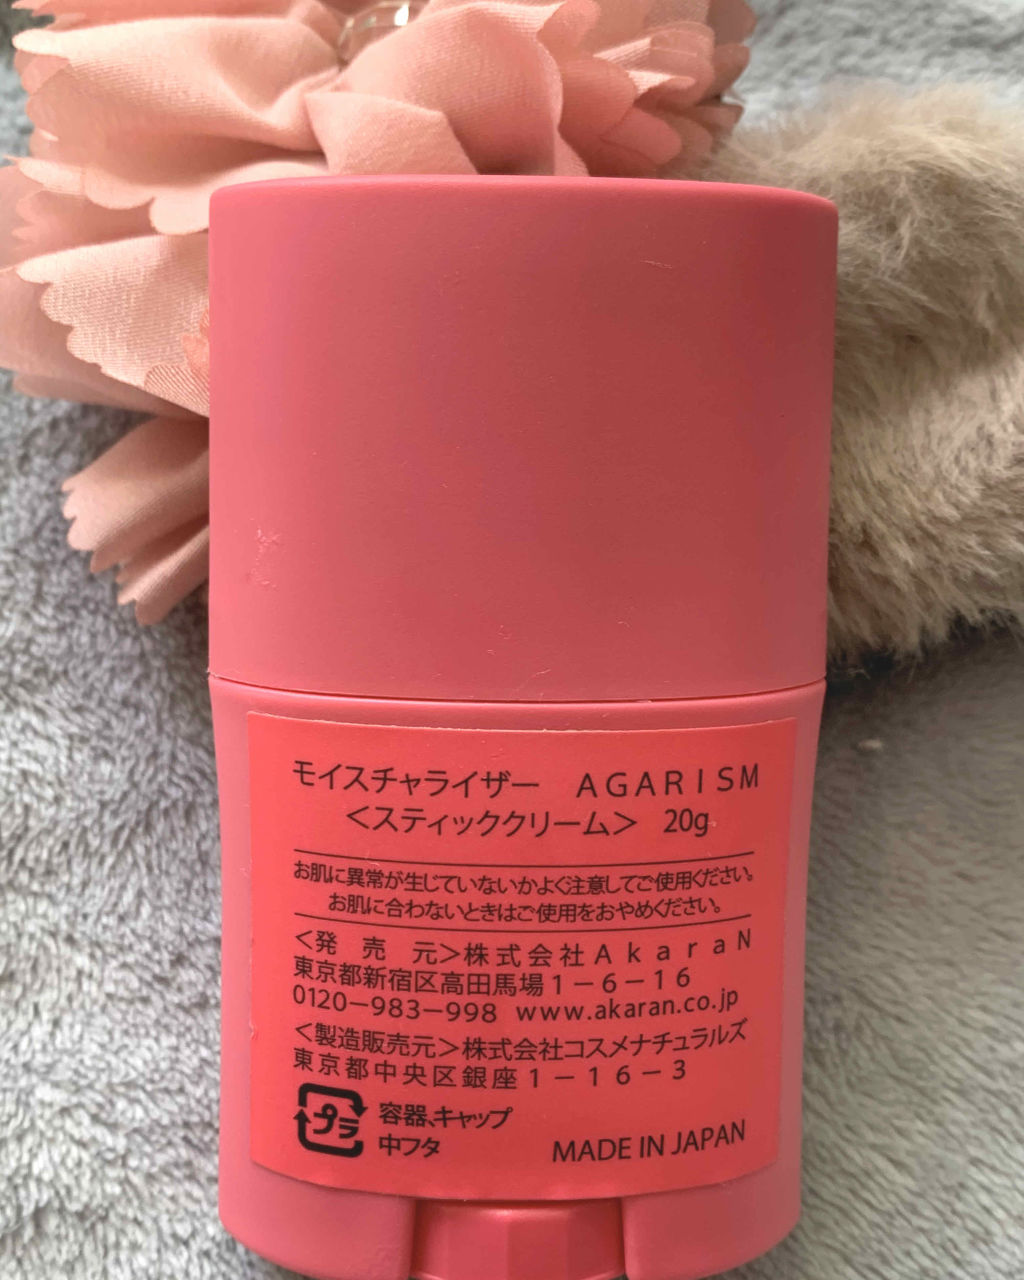 モイスチャライザー　AGARISM
＜スティッククリーム＞　20g
お肌に異常が生じていないかよく注意してご使用ください。
お肌に合わないときはご使用をおやめください。
＜発　売　元＞株式会社AkaraN
東京都新宿区高田馬場1－6－16
0120－983－998 www.akaran.co.jp
＜製造販売元＞株式会社コスメナチュラルズ
東京都中央区銀座1－16－3
プラ 容器、キャップ
中フタ
MADE IN JAPAN